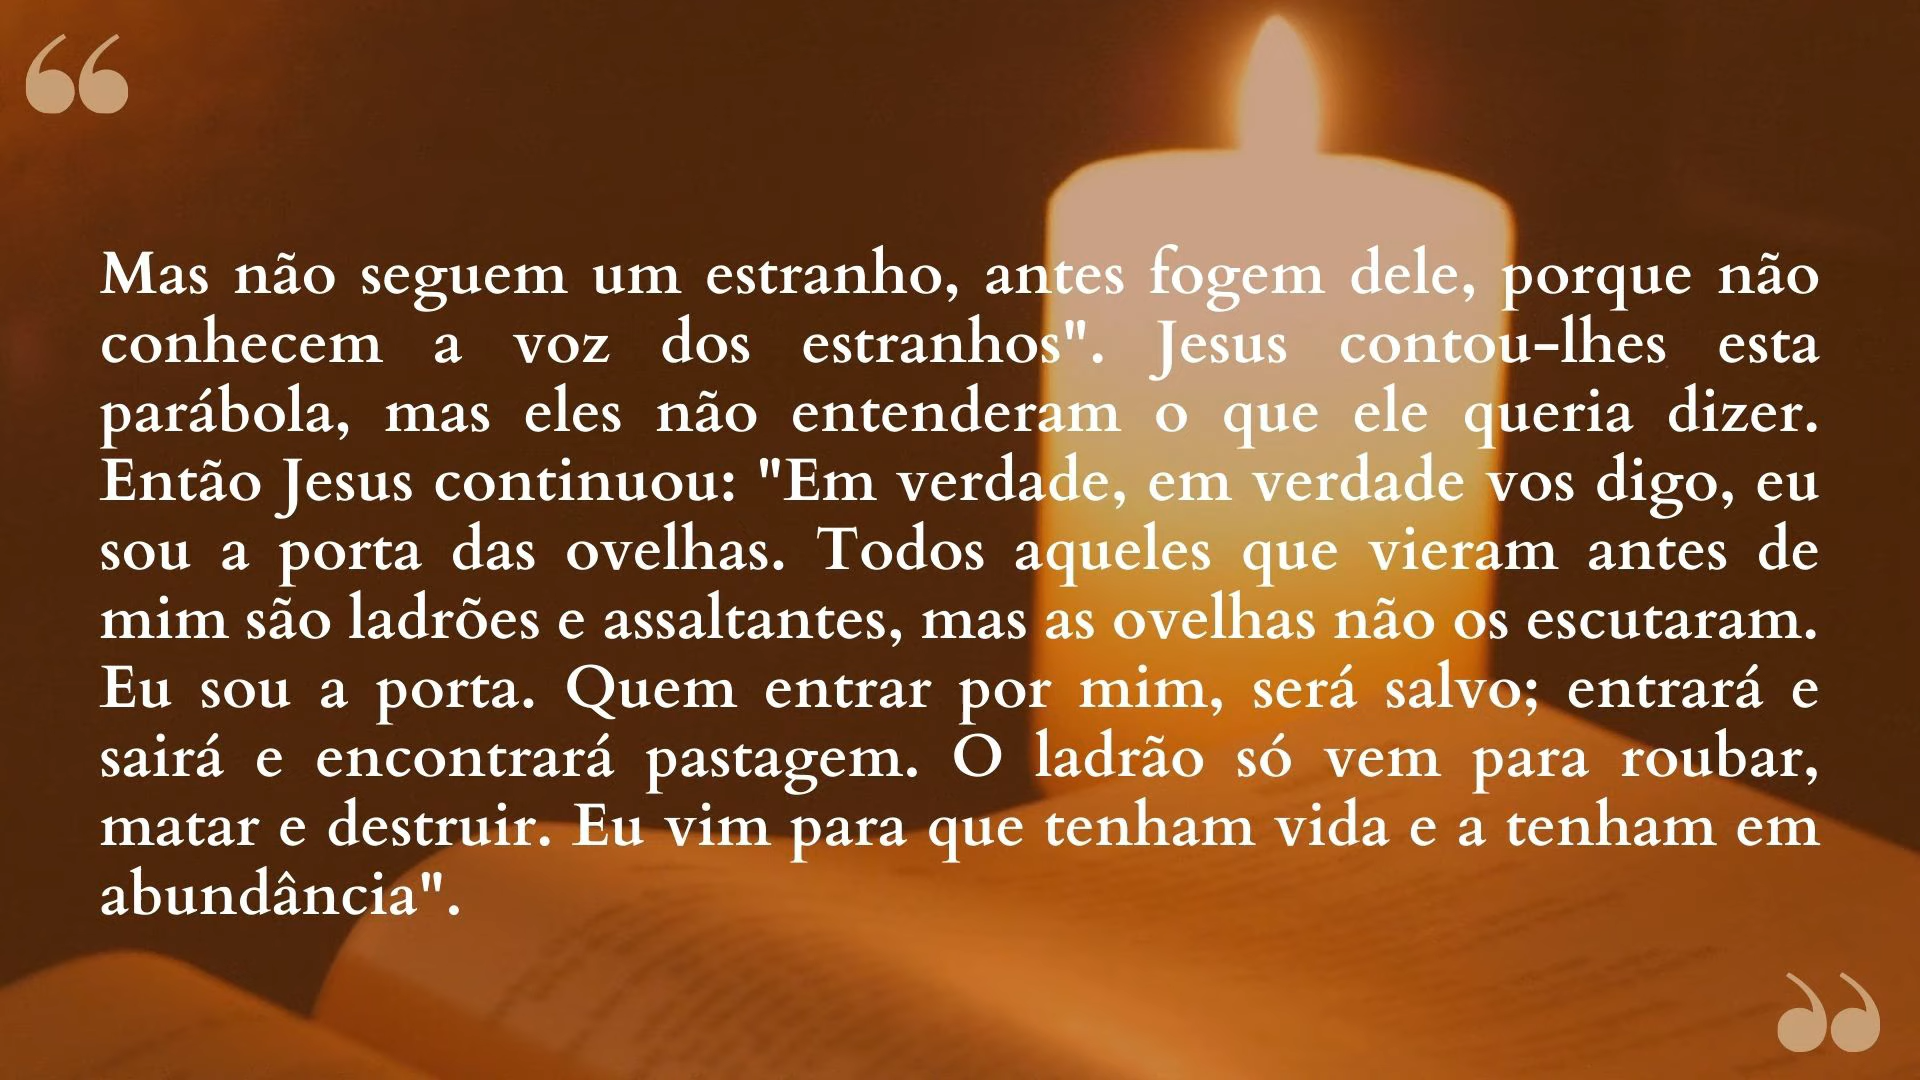 Mas não seguem um estranho, antes fogem dele, porque não
conhecem a voz dos estranhos". Jesus contou-lhes esta
parábola, mas eles não entenderam o que ele queria dizer.
Então Jesus continuou: "Em verdade, em verdade vos digo, eu
sou a porta das ovelhas. Todos aqueles que vieram antes de
mim são ladrões e assaltantes, mas as ovelhas não os escutaram.
Eu sou a porta. Quem entrar por mim, será salvo; entrará e
sairá e encontrará pastagem. O ladrão só vem para roubar,
matar e destruir. Eu vim para que tenham vida e a tenham em
abundância".